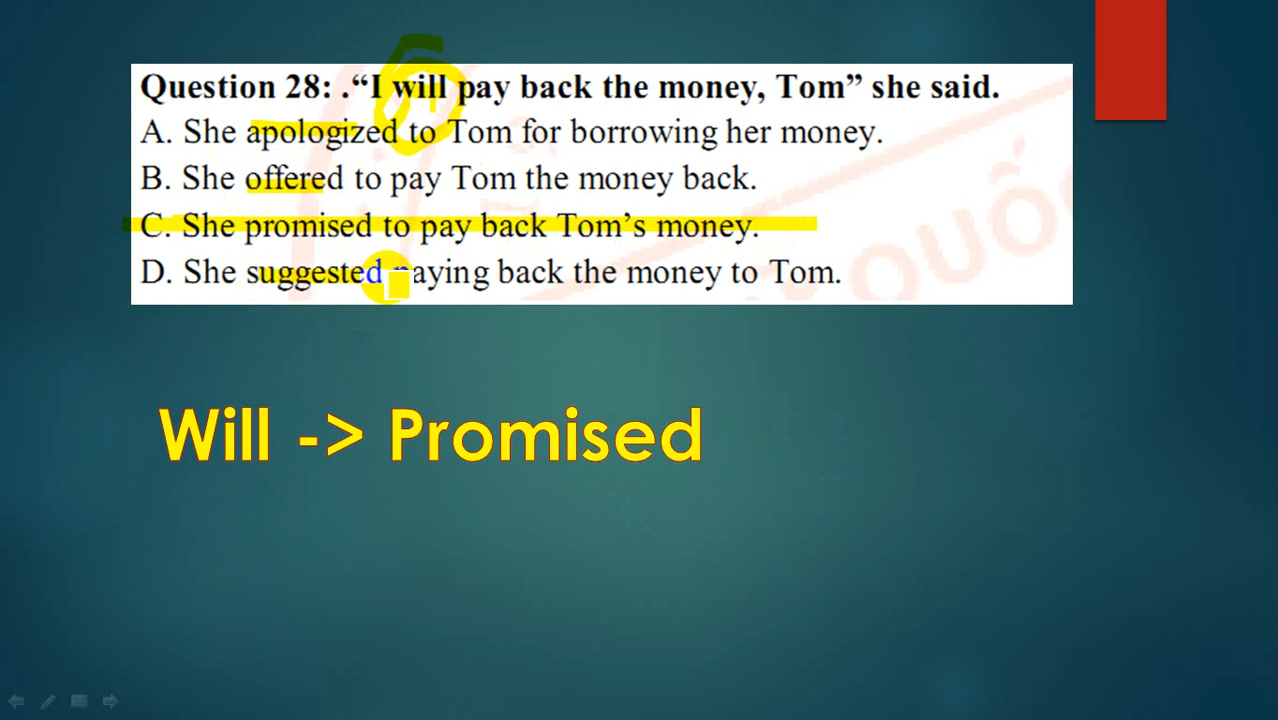 Question 28: .“I will pay back the money, Tom” she said.
A. She apologized to Tom for borrowing her money.
B. She offered to pay Tom the money back.
C. She promised to pay back Tom’s money.
D. She suggested paying back the money to Tom.
QUỐ
Will -> Promised